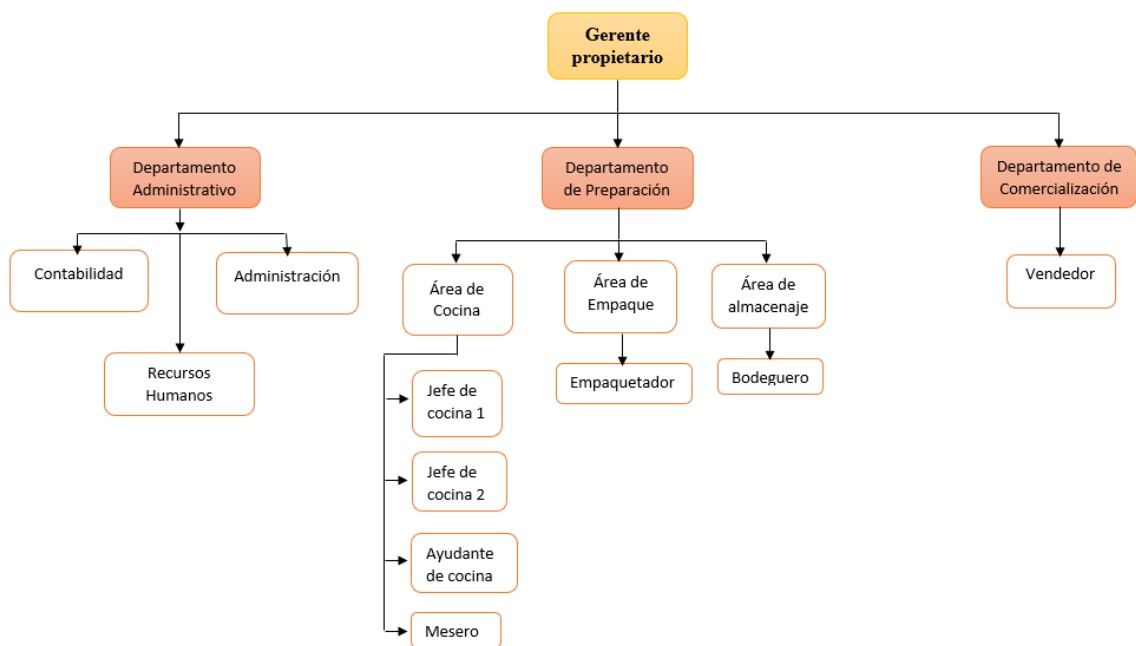 Gerente
propietario
Departamento
Administrativo
Departamento
de Preparación
Departamento de
Comercialización
Contabilidad
Administración
Recursos
Humanos
Área de
Cocina
Área de
Empaque
Área de
almacenaje
Vendedor
Empaquetador
Bodeguero
Jefe de
cocina 1
Jefe de
cocina 2
Ayudante
de cocina
Mesero